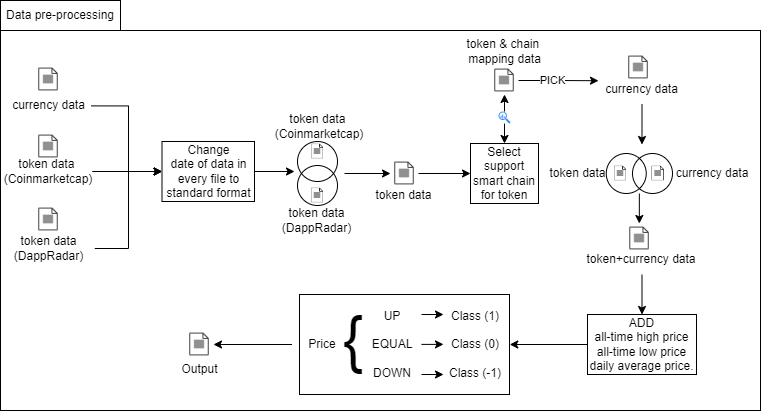 Data pre-processing
currency data
token data
(Coinmarketcap)
token data
(DappRadar)
Change
date of data in
every file to
standard format
token data
(Coinmarketcap)
token data
(DappRadar)
token data
token & chain
mapping data
Select
support
smart chain
for token
PICK
currency data
token data
currency data
token+currency data
ADD
all-time high price
all-time low price
daily average price.
Price
UP
Class (1)
EQUAL
Class (0)
DOWN
Class (-1)
Output